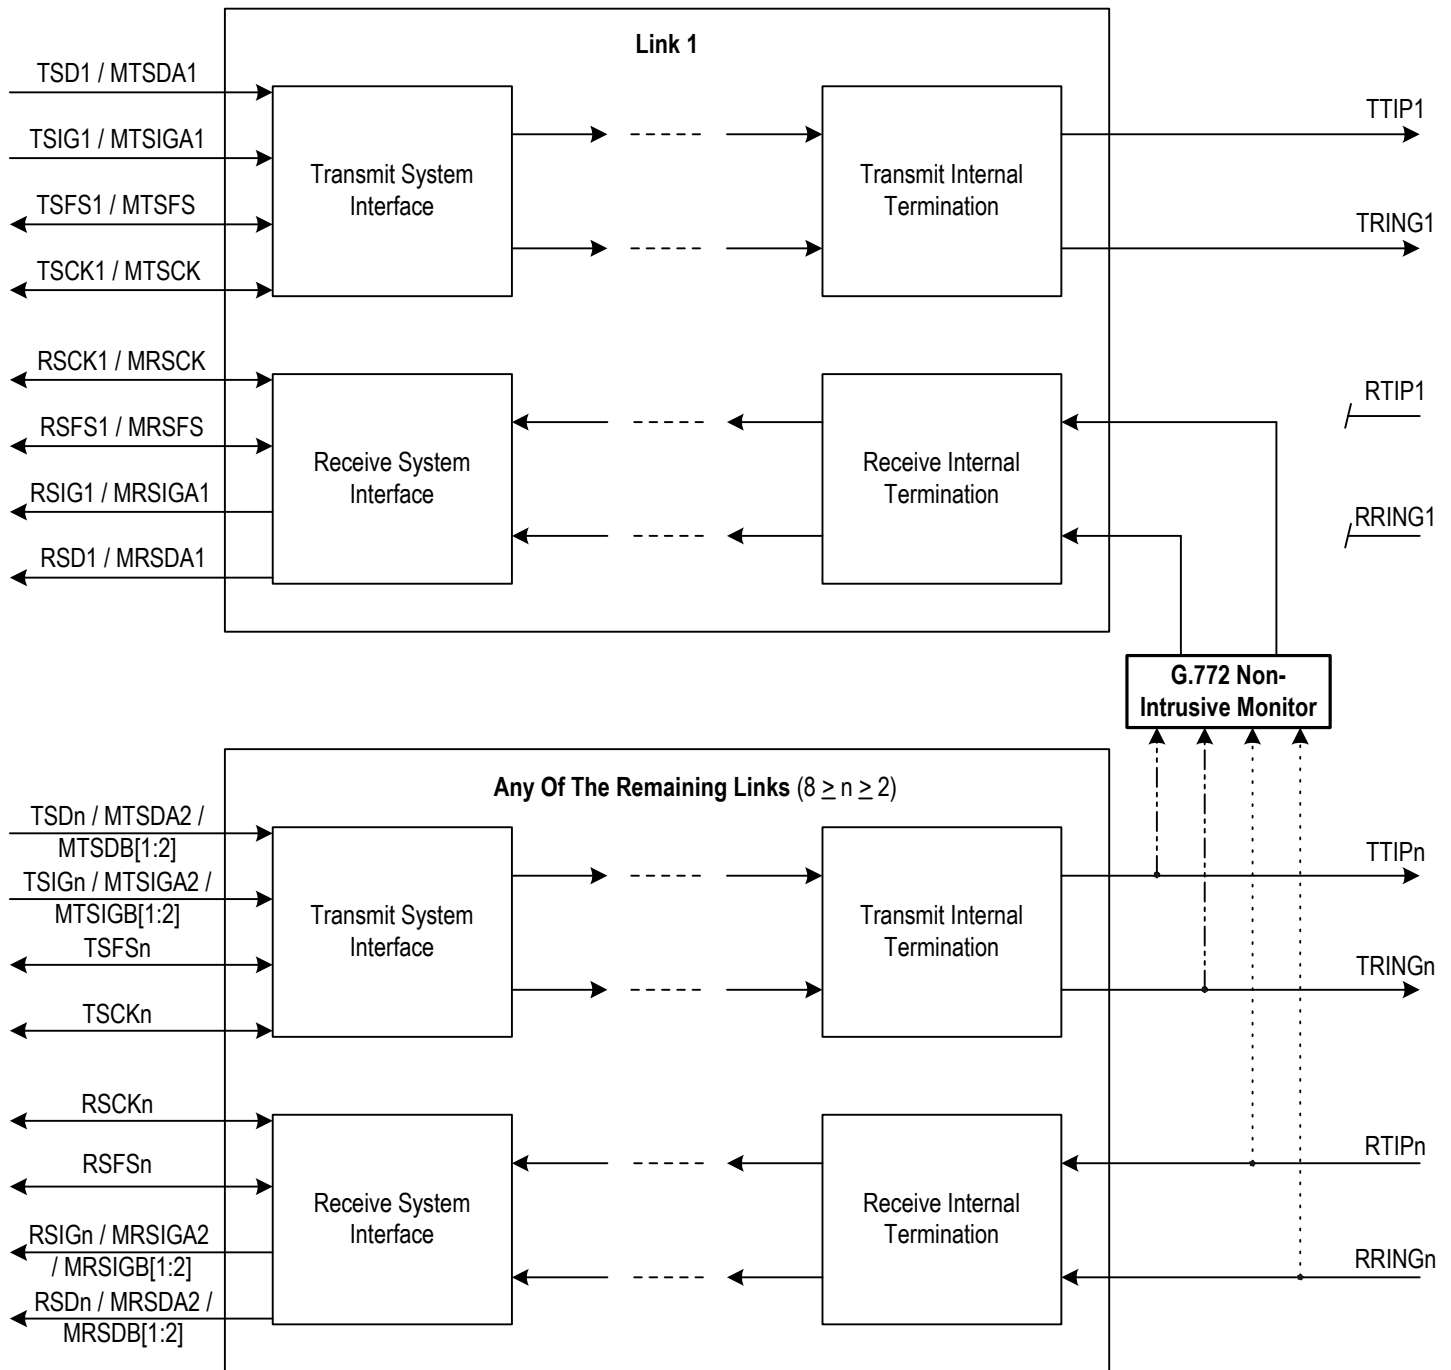 Link 1
TSD1 / MTSDA1
TSIG1 / MTSIGA1
TSFS1 / MTSFS
TSCK1 / MTSCK
Transmit System
Interface
Transmit Internal
Termination
TTIP1
TRING1
RSCK1 / MRSCK
RSFS1 / MRSFS
RSIG1 / MRSIGA1
RSD1 / MRSDA1
Receive System
Interface
Receive Internal
Termination
RTIP1
RRING1
G.772 Non-
Intrusive Monitor
Any Of The Remaining Links (8 ≥ n ≥ 2)
TSDn / MTSDA2 /
MTSDB[1:2]
TSIGn / MTSIGA2 /
MTSIGB[1:2]
TSFSn
TSCKn
Transmit System
Interface
Transmit Internal
Termination
TTIPn
TRINGn
RSCKn
RSFSn
RSIGn / MRSIGA2
/ MRSIGB[1:2]
RSDn / MRSDA2 /
MRSDB[1:2]
Receive System
Interface
Receive Internal
Termination
RTIPn
RRINGn